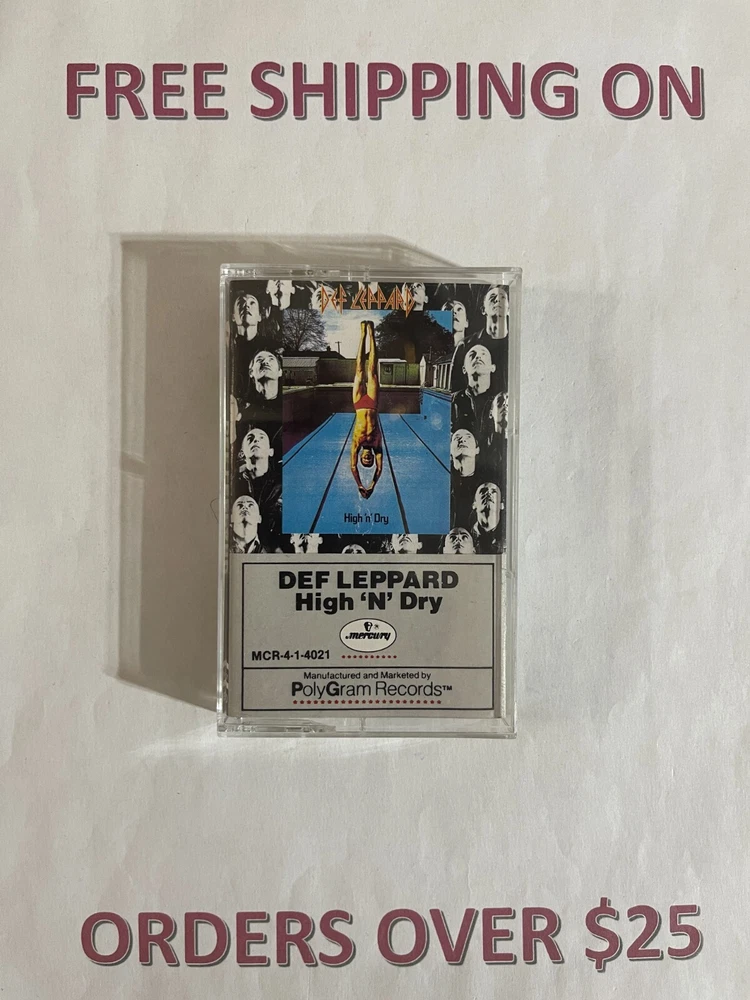 FREE SHIPPING ON
DEF LEPPARD
High 'n' Dry
DEF LEPPARD
High 'N' Dry
mercury
MCR-4-1-4021
Manufactured and Marketed by
PolyGram Records™
ORDERS OVER $25